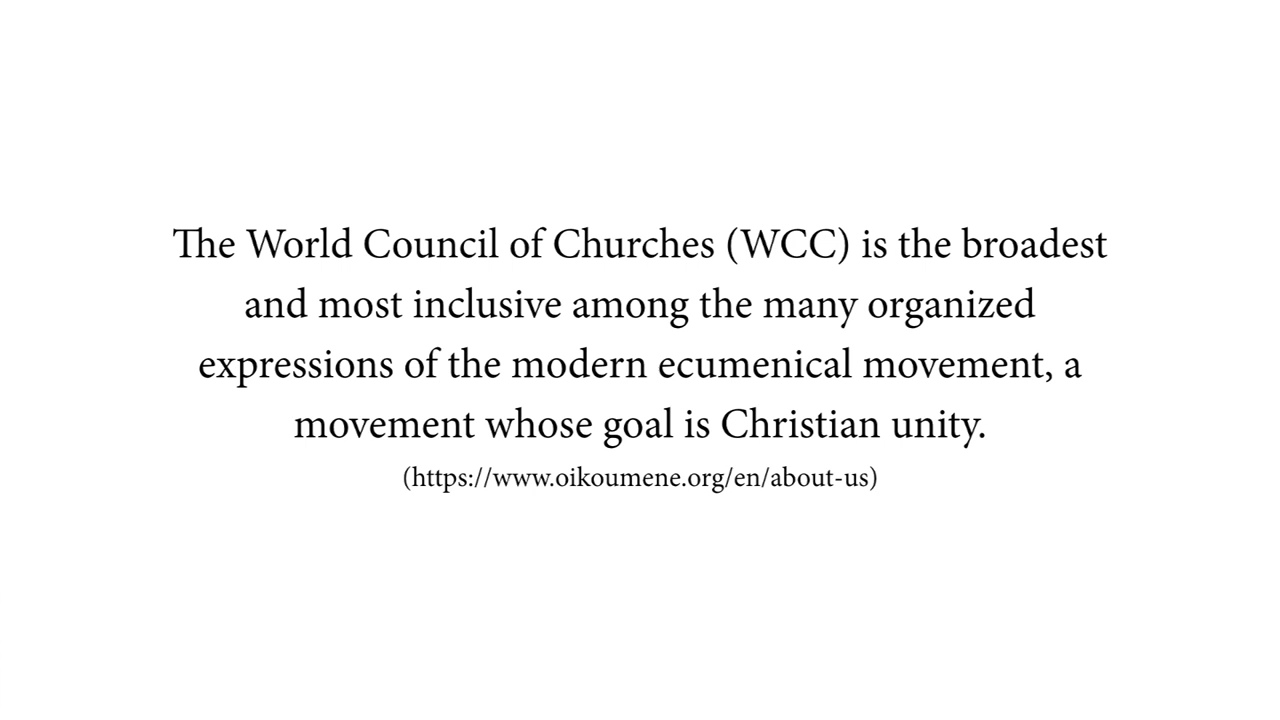 The World Council of Churches (WCC) is the broadest
and most inclusive among the many organized
expressions of the modern ecumenical movement, a
movement whose goal is Christian unity.
(https://www.oikoumene.org/en/about-us)